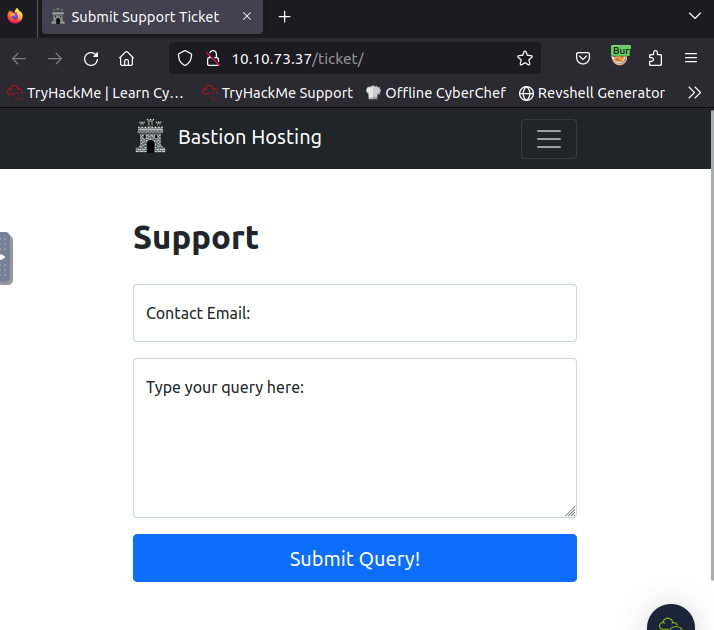 Submit Support Ticket
10.10.73.37/ticket/
Bur
TryHackMe | Learn Cy…
TryHackMe Support
Offline CyberChef
Revshell Generator
Bastion Hosting
Support
Contact Email:
Type your query here:
Submit Query!